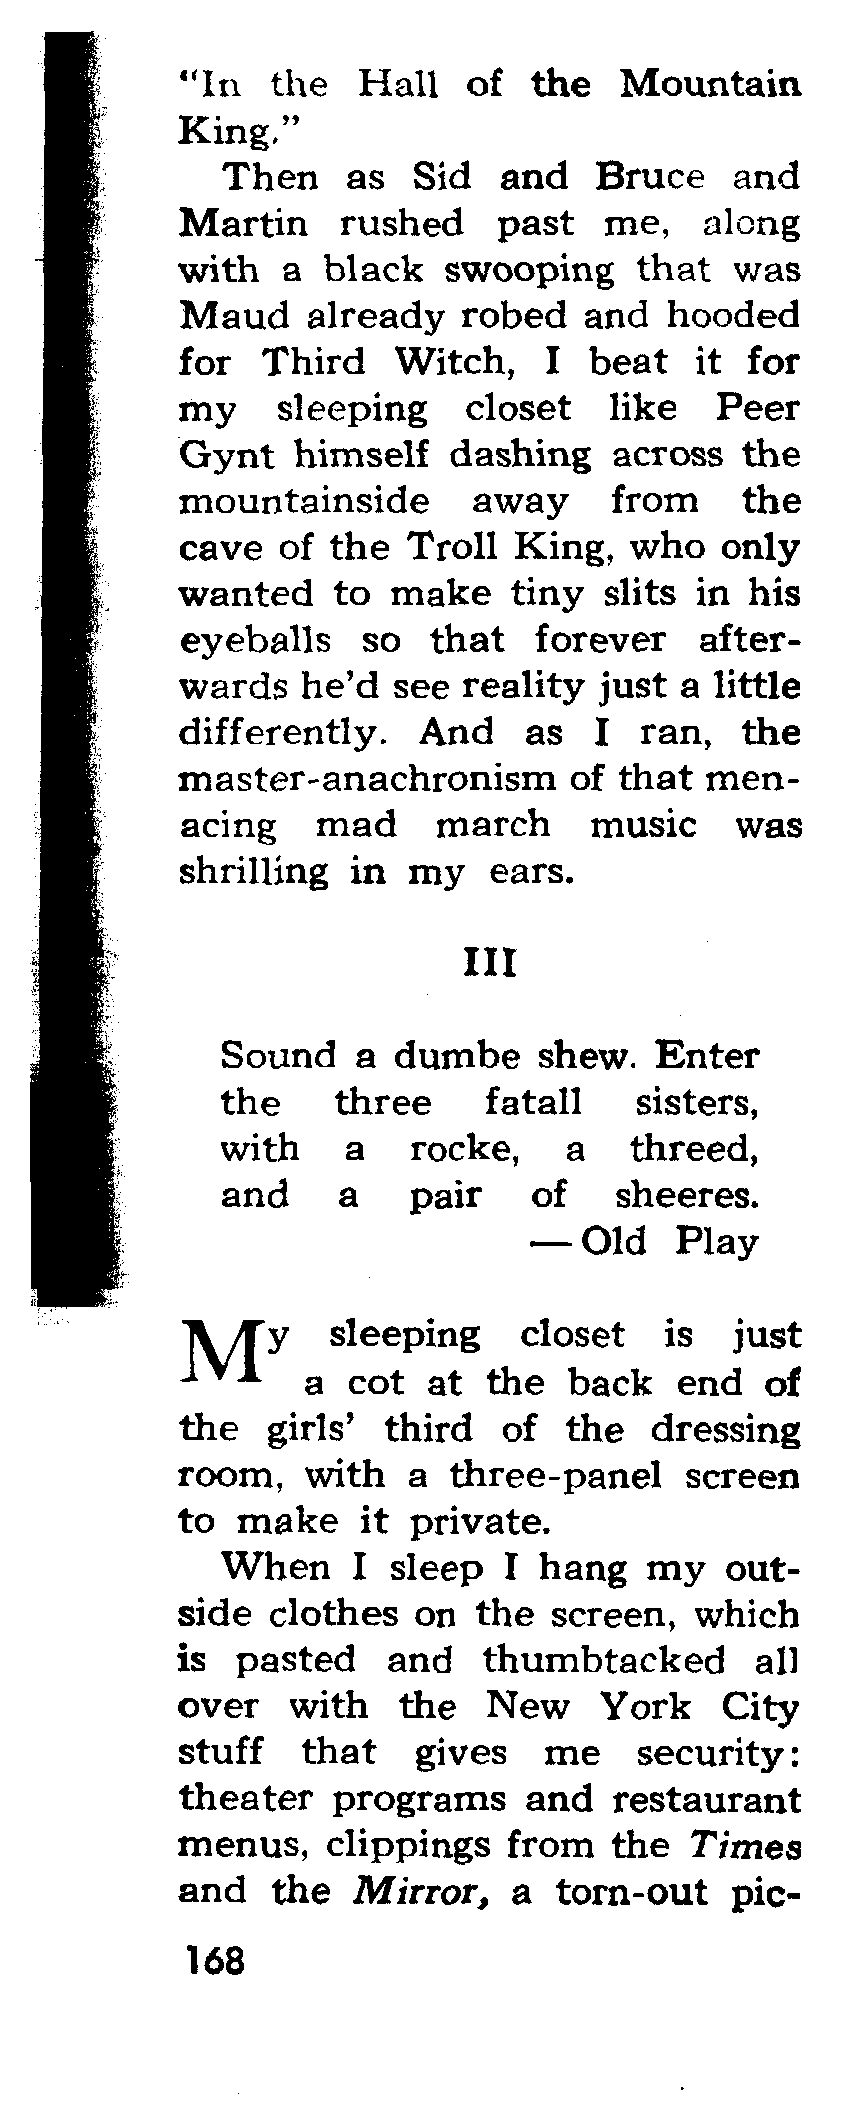 “In the Hall of the Mountain
King.”
Then as Sid and Bruce and
Martin rushed past me, along
with a black swooping that was
Maud already robed and hooded
for Third Witch, I beat it for
my sleeping closet like Peer
Gynt himself dashing across the
mountainside away from the
cave of the Troll King, who only
wanted to make tiny slits in his
eyeballs so that forever after-
wards he’d see reality just a little
differently. And as I ran, the
master-anachronism of that men-
acing mad march music was
shrilling in my ears.
III
Sound a dumbe shew. Enter
the three fatall sisters,
with a rocke, a threed,
and a pair of sheeres.
—Old Play
My sleeping closet is just
a cot at the back end of
the girls’ third of the dressing
room, with a three-panel screen
to make it private.
When I sleep I hang my out-
side clothes on the screen, which
is pasted and thumbtacked all
over with the New York City
stuff that gives me security:
theater programs and restaurant
menus, clippings from the Times
and the Mirror, a torn-out pic-
168